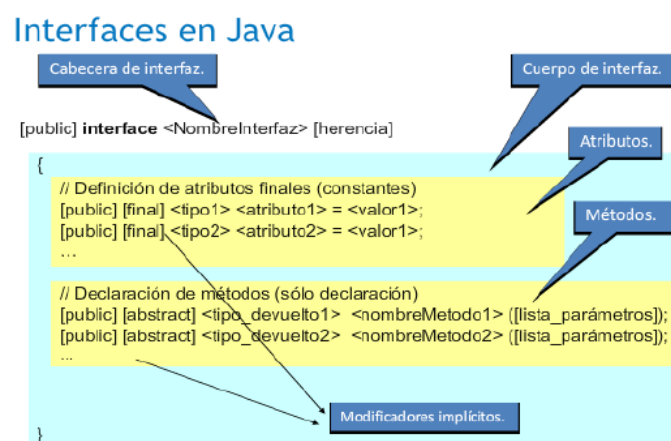 Interfaces en Java
Cabecera de interfaz.
Cuerpo de interfaz.
[public] interface <NombreInterfaz> [herencia]
Atributos.
{
// Definición de atributos finales (constantes)
[public] [final] <tipo1> <atributo1> = <valor1>;
[public] [final] <tipo2> <atributo2> = <valor1>;
...
Métodos.
// Declaración de métodos (sólo declaración)
[public] [abstract] <tipo_devuelto1> <nombreMetodo1> ([lista_parámetros]);
[public] [abstract] <tipo_devuelto2> <nombreMetodo2> ([lista_parámetros]);
...
Modificadores implícitos.
}